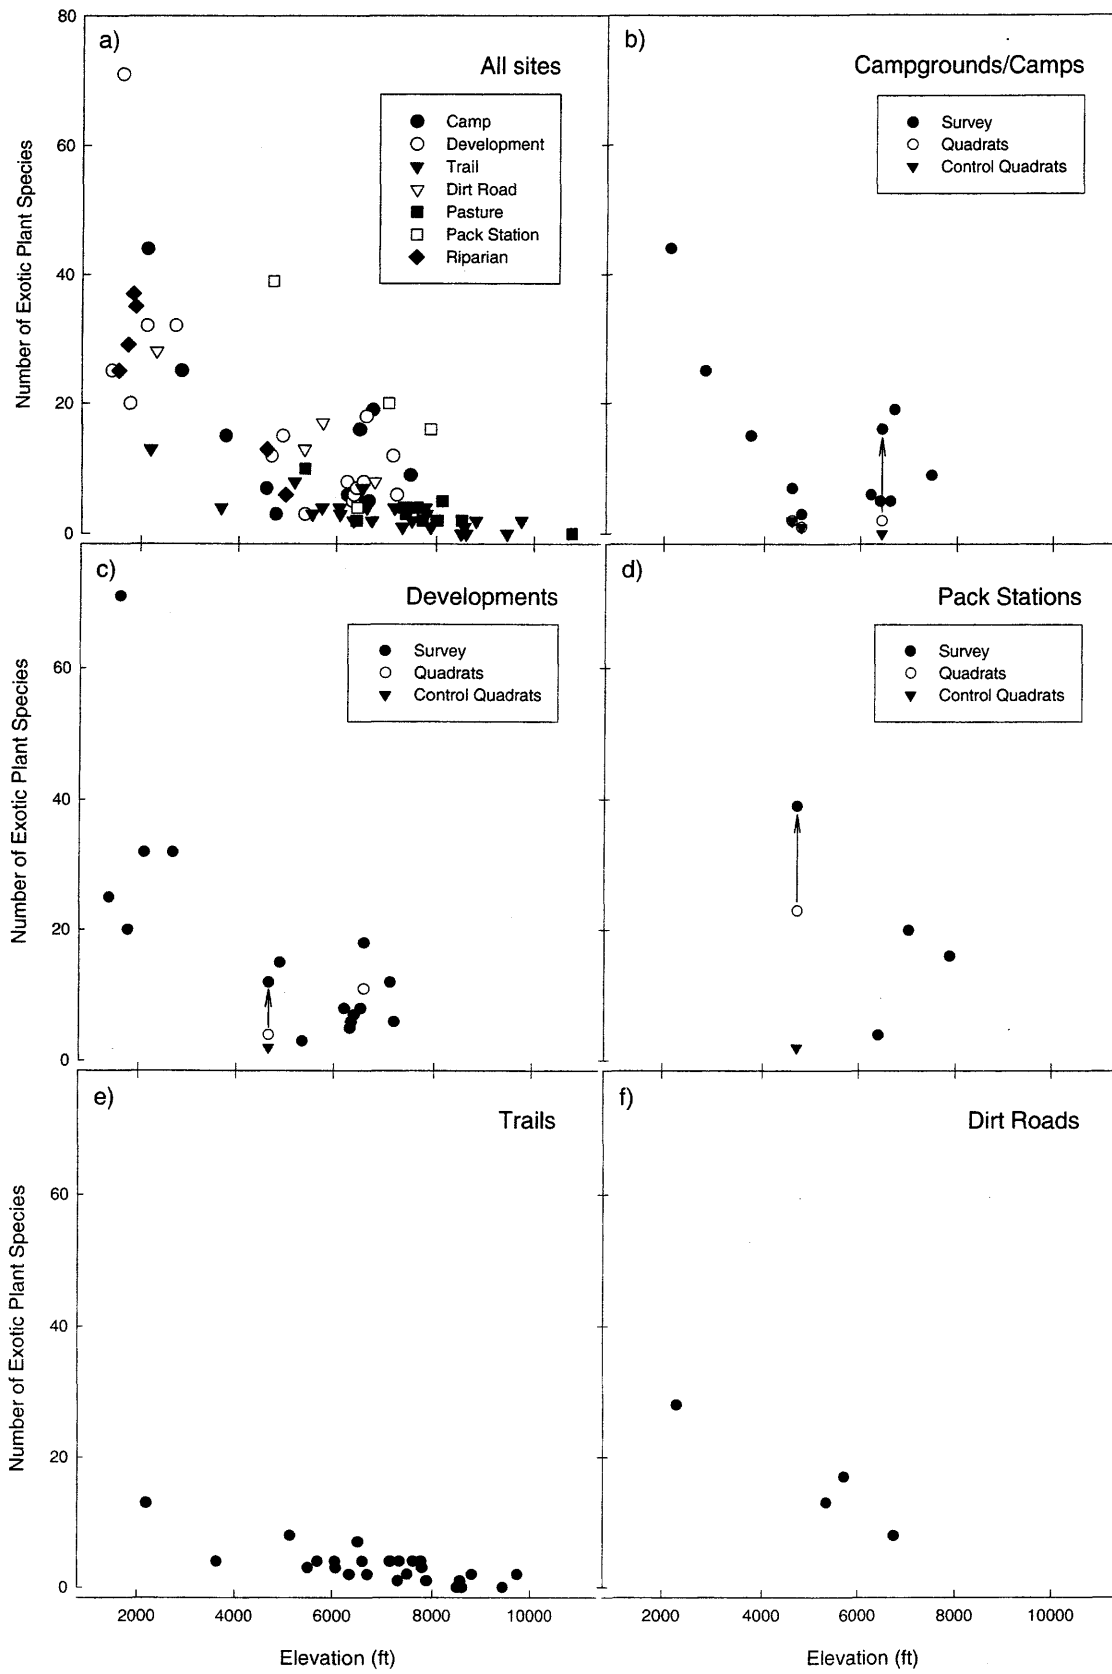 80
60
40
20
0
Number of Exotic Plant Species
a)
All sites
Camp
Development
Trail
Dirt Road
Pasture
Pack Station
Riparian
b)
Campgrounds/Camps
Survey
Quadrats
Control Quadrats
60
40
20
0
Number of Exotic Plant Species
c)
Developments
Survey
Quadrats
Control Quadrats
d)
Pack Stations
Survey
Quadrats
Control Quadrats
60
40
20
0
Number of Exotic Plant Species
e)
Trails
f)
Dirt Roads
2000 4000 6000 8000 10000
Elevation (ft)
2000 4000 6000 8000 10000
Elevation (ft)